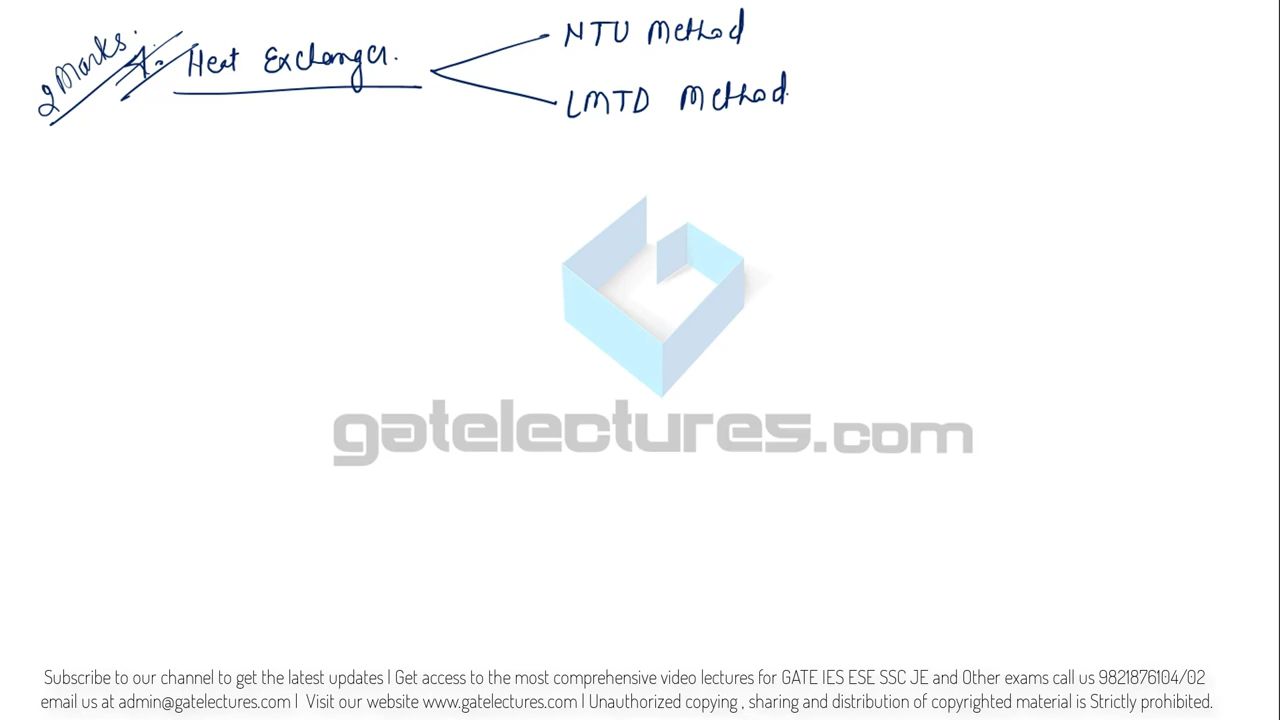 2 Marks. 1. Heat Exchanger.
NTU Method
LMTD Method.
gatelectures.com
Subscribe to our channel to get the latest updates | Get access to the most comprehensive video lectures for GATE IES ESE SSC JE and Other exams call us 9821876104/02
email us at admin@gatelectures.com | Visit our website www.gatelectures.com | Unauthorized copying , sharing and distribution of copyrighted material is Strictly prohibited.